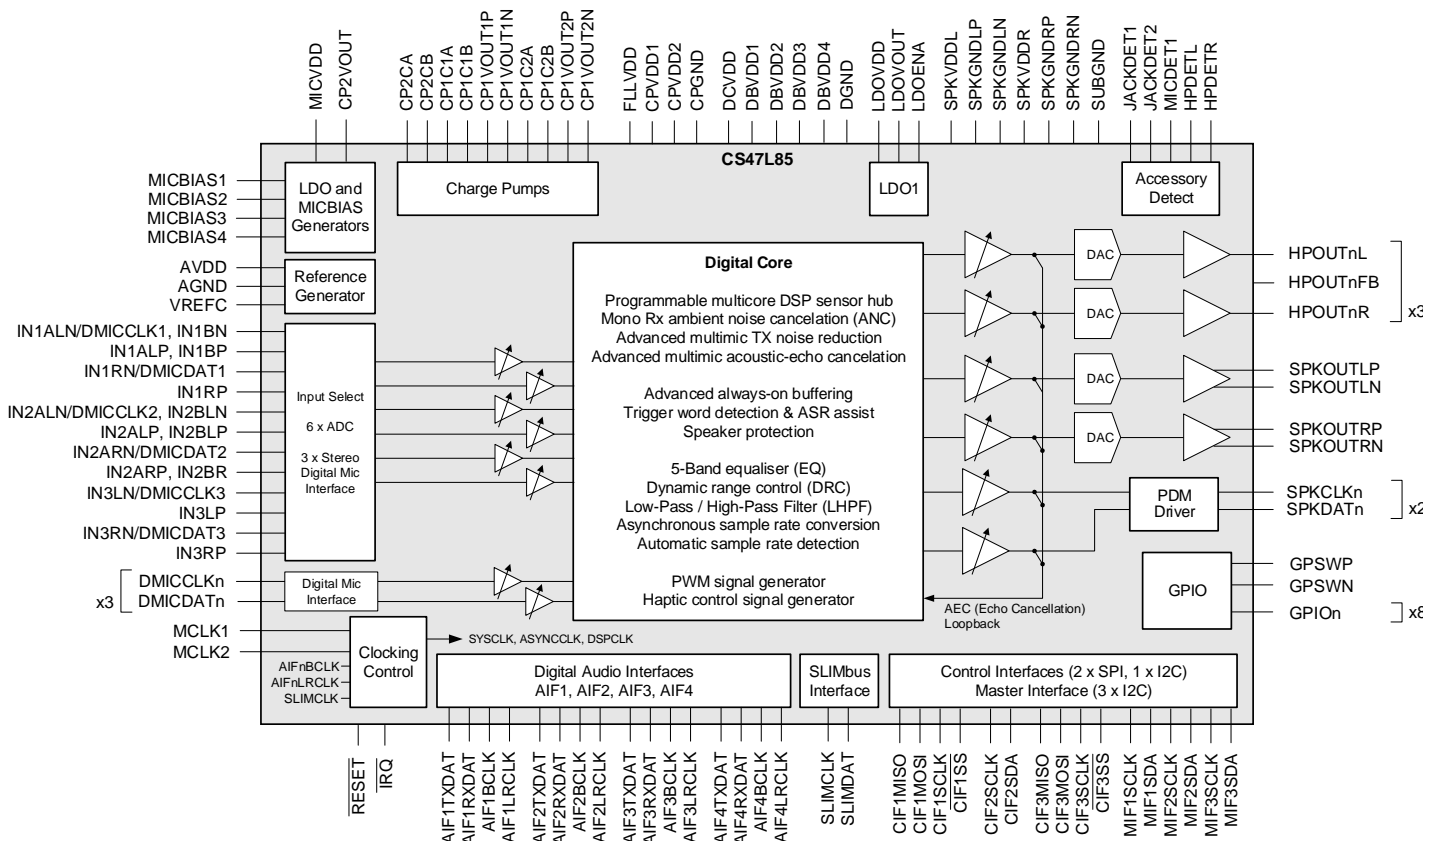 MICVDD
CP2VOUT
CP2CA
CP2CB
CP1C1A
CP1C1B
CP1VOUT1P
CP1VOUT1N
CP1C2A
CP1C2B
CP1VOUT2P
CP1VOUT2N
FLLVDD
CPVDD1
CPVDD2
CPGND
DCVDD
DBVDD1
DBVDD2
DBVDD3
DBVDD4
DGND
LDOVDD
LDOVOUT
LDOENA
SPKVDDL
SPKGNDLP
SPKGNDLN
SPKVDDR
SPKGNDRP
SPKGNDRN
SUBGND
JACKDET1
JACKDET2
MICDET1
HPDETL
HPDETR
CS47L85
MICBIAS1
MICBIAS2
MICBIAS3
MICBIAS4
LDO and
MICBIAS
Generators
Charge Pumps
LDO1
Accessory
Detect
AVDD
AGND
VREFC
Reference
Generator
IN1ALN/DMICCLK1, IN1BN
IN1ALP, IN1BP
IN1RN/DMICDAT1
IN1RP
IN2ALN/DMICCLK2, IN2BLN
IN2ALP, IN2BLP
IN2ARN/DMICDAT2
IN2ARP, IN2BR
IN3LN/DMICCLK3
IN3LP
IN3RN/DMICDAT3
IN3RP
Input Select
6 x ADC
3 x Stereo
Digital Mic
Interface
DMICCLKn
DMICDATn
x3
Digital Mic
Interface
MCLK1
MCLK2
AIFnBCLK
AIFnLRCLK
SLIMCLK
Clocking
Control
SYSCLK, ASYNCCLK, DSPCLK
Digital Core
Programmable multicore DSP sensor hub
Mono Rx ambient noise cancelation (ANC)
Advanced multimic TX noise reduction
Advanced multimic acoustic-echo cancelation
Advanced always-on buffering
Trigger word detection & ASR assist
Speaker protection
5-Band equaliser (EQ)
Dynamic range control (DRC)
Low-Pass / High-Pass Filter (LHPF)
Asynchronous sample rate conversion
Automatic sample rate detection
PWM signal generator
Haptic control signal generator
DAC
DAC
DAC
DAC
HPOUTnL
HPOUTnFB
HPOUTnR
x3
SPKOUTLP
SPKOUTLN
SPKOUTRP
SPKOUTRN
PDM
Driver
SPKCLKn
SPKDATn
x2
GPIO
GPSWP
GPSWN
GPIOn
x8
AEC (Echo Cancellation)
Loopback
Digital Audio Interfaces
AIF1, AIF2, AIF3, AIF4
SLIMbus
Interface
Control Interfaces (2 x SPI, 1 x I2C)
Master Interface (3 x I2C)
RESET
IRQ
AIF1TXDAT
AIF1RXDAT
AIF1BCLK
AIF1LRCLK
AIF2TXDAT
AIF2RXDAT
AIF2BCLK
AIF2LRCLK
AIF3TXDAT
AIF3RXDAT
AIF3BCLK
AIF3LRCLK
AIF4TXDAT
AIF4RXDAT
AIF4BCLK
AIF4LRCLK
SLIMCLK
SLIMDAT
CIF1MISO
CIF1MOSI
CIF1SCLK
CIF1SS
CIF2SCLK
CIF2SDA
CIF3MISO
CIF3MOSI
CIF3SCLK
CIF3SS
MIF1SCLK
MIF1SDA
MIF2SCLK
MIF2SDA
MIF3SCLK
MIF3SDA